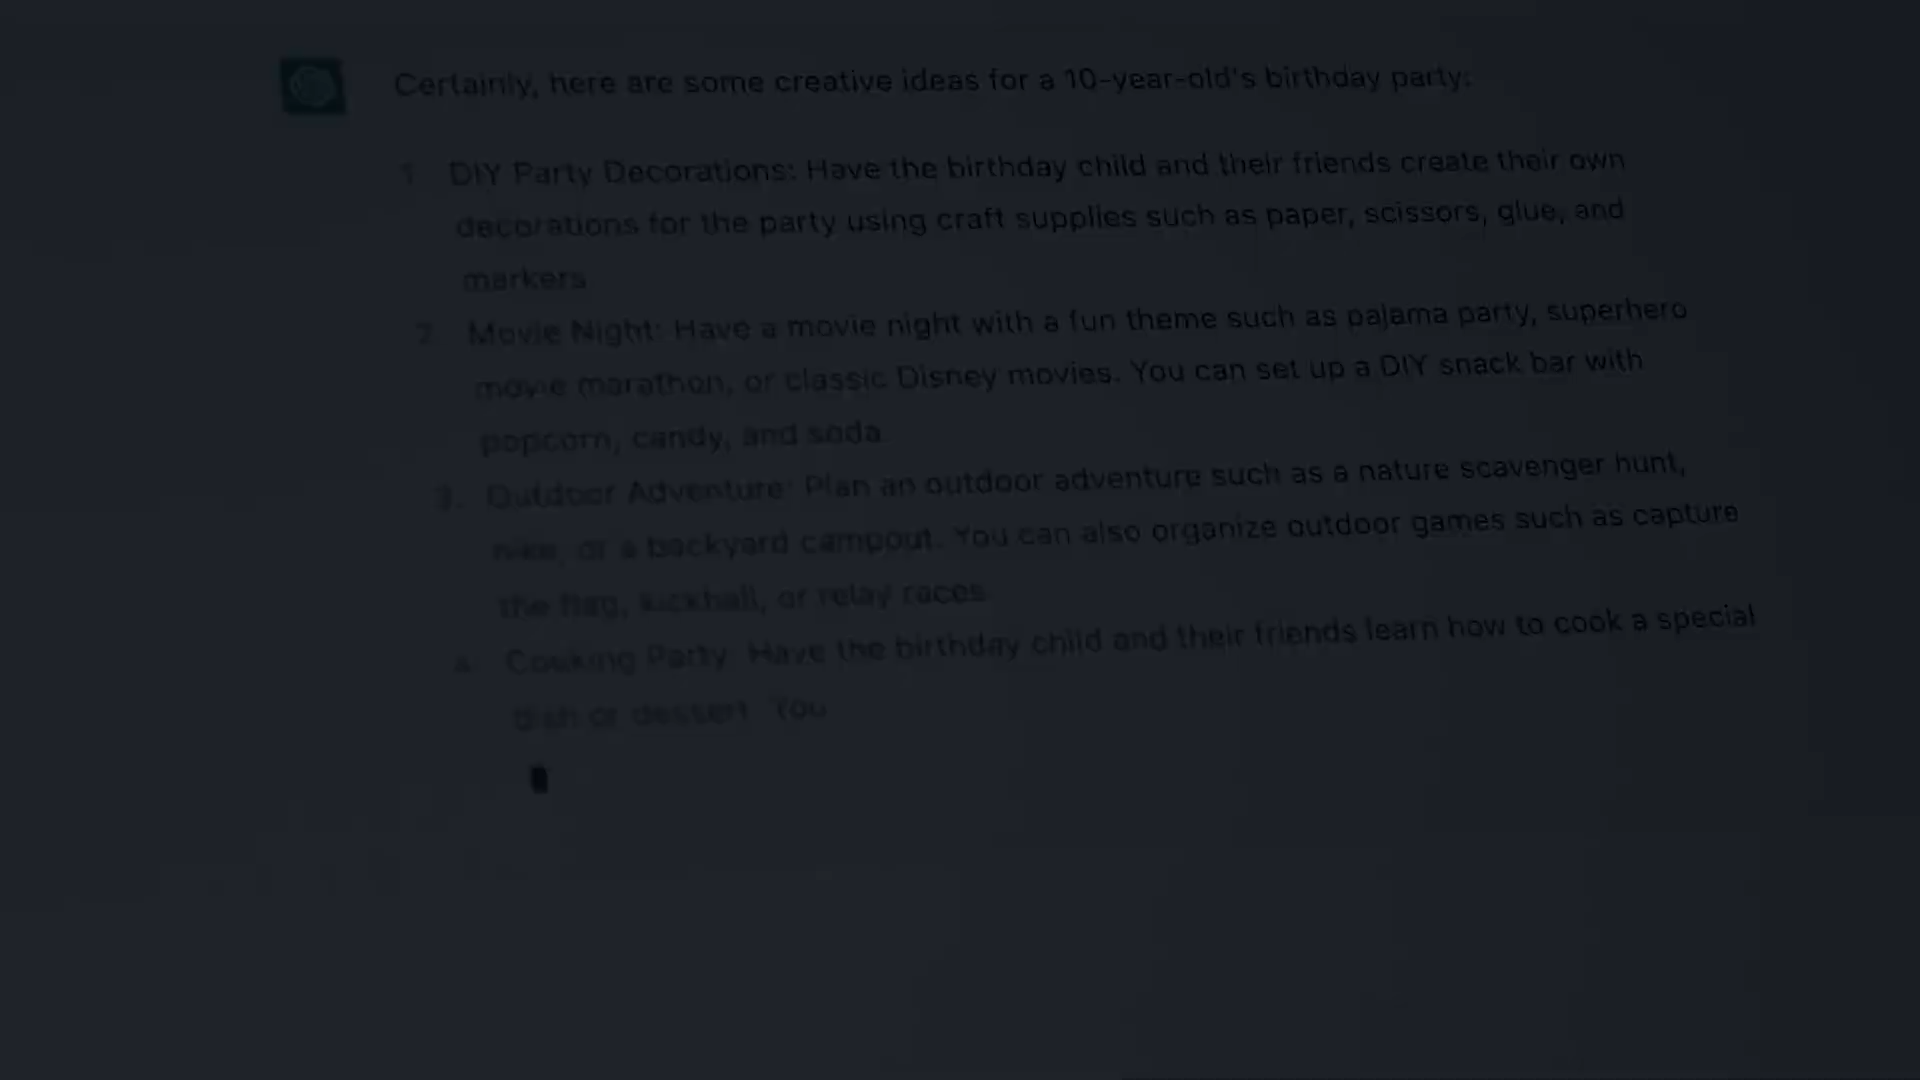 Certainly, here are some creative ideas for a 10-year-old's birthday party:
1 DIY Party Decorations: Have the birthday child and their friends create their own
decorations for the party using craft supplies such as paper, scissors, glue, and
markers
2 Movie Night: Have a movie night with a fun theme such as pajama party, superhero
movie marathon, or classic Disney movies. You can set up a DIY snack bar with
popcorn, candy, and soda
3. Outdoor Adventure: Plan an outdoor adventure such as a nature scavenger hunt,
hike, or a backyard campout. You can also organize outdoor games such as capture
the flag, kickball, or relay races
4 Cooking Party: Have the birthday child and their friends learn how to cook a special
dish or dessert. You